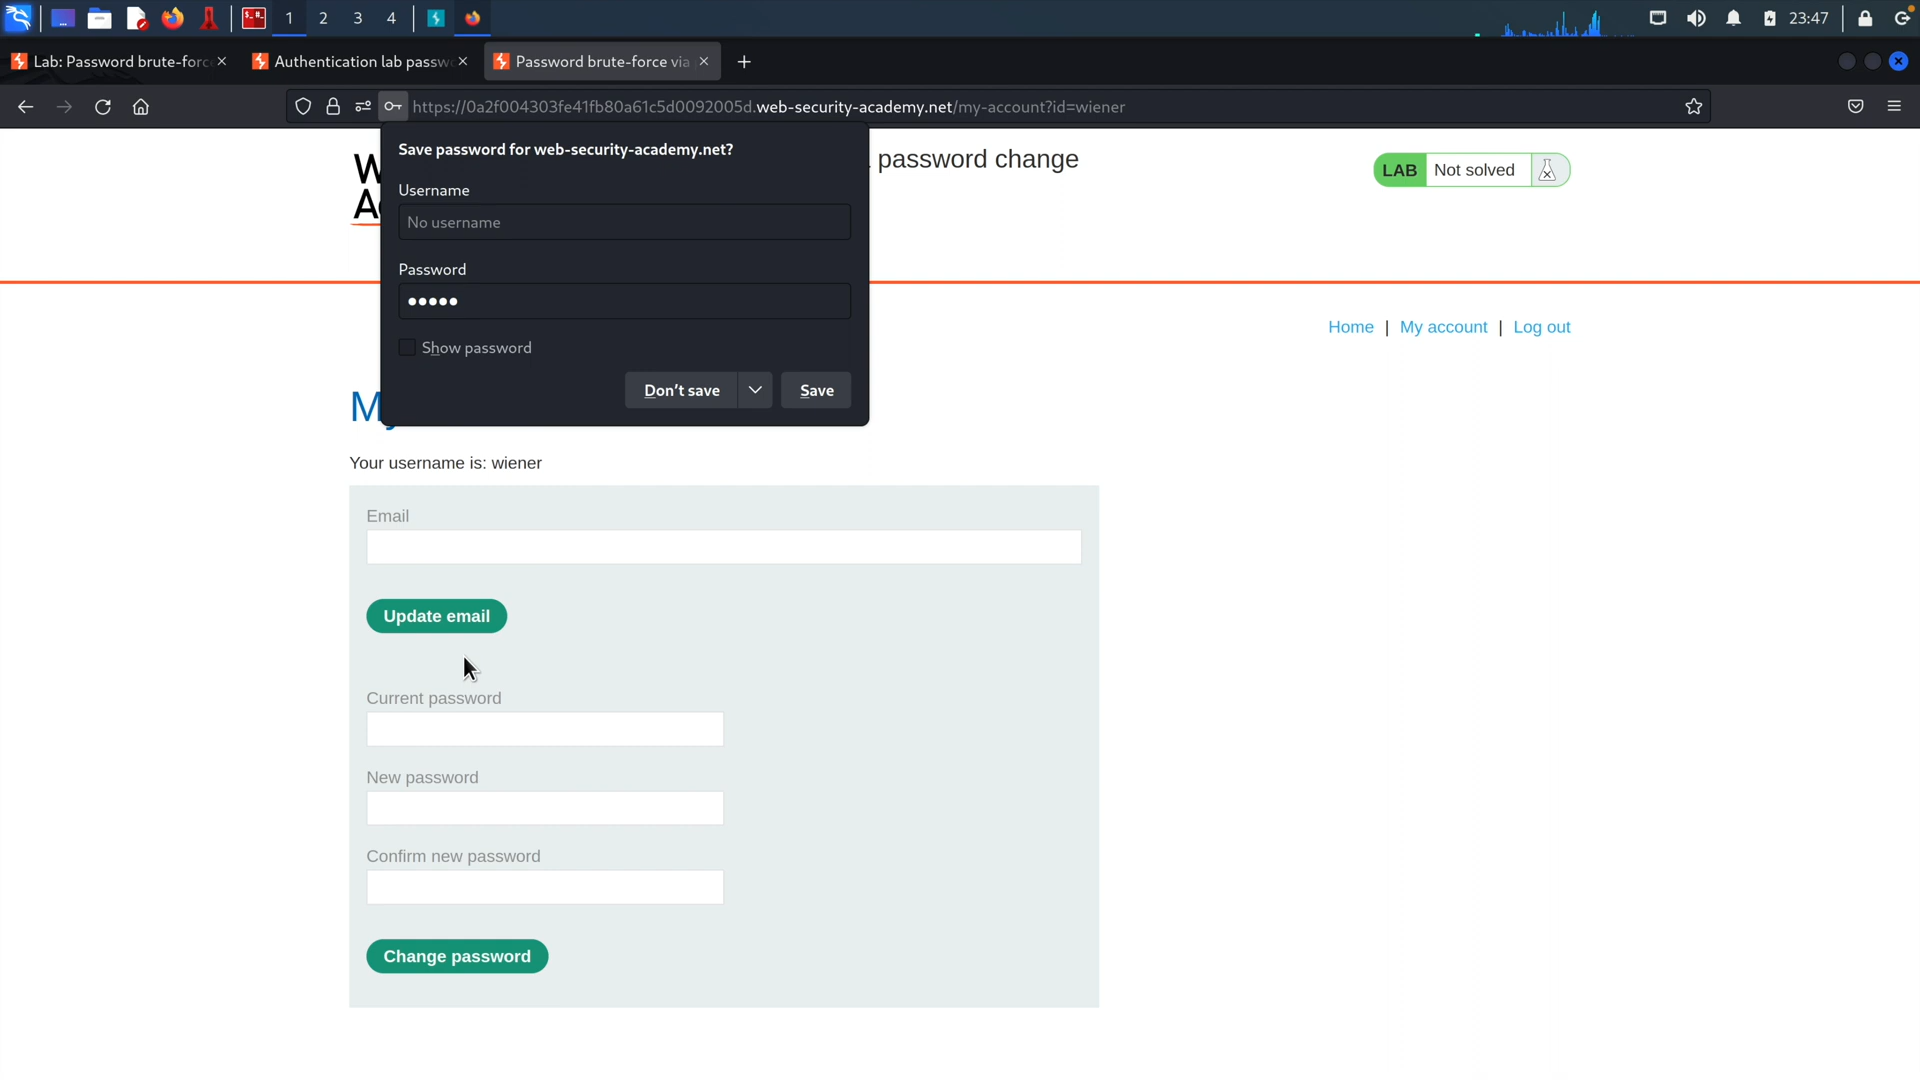 1 2 3 4 23:47
Lab: Password brute-forc
Authentication lab passw
Password brute-force via
https://0a2f004303fe41fb80a61c5d0092005d.web-security-academy.net/my-account?id=wiener
Save password for web-security-academy.net?
Username
No username
Password
Show password
Don't save
Save
W
A
password change
LAB Not solved
Home | My account | Log out
My
Your username is: wiener
Email
Update email
Current password
New password
Confirm new password
Change password